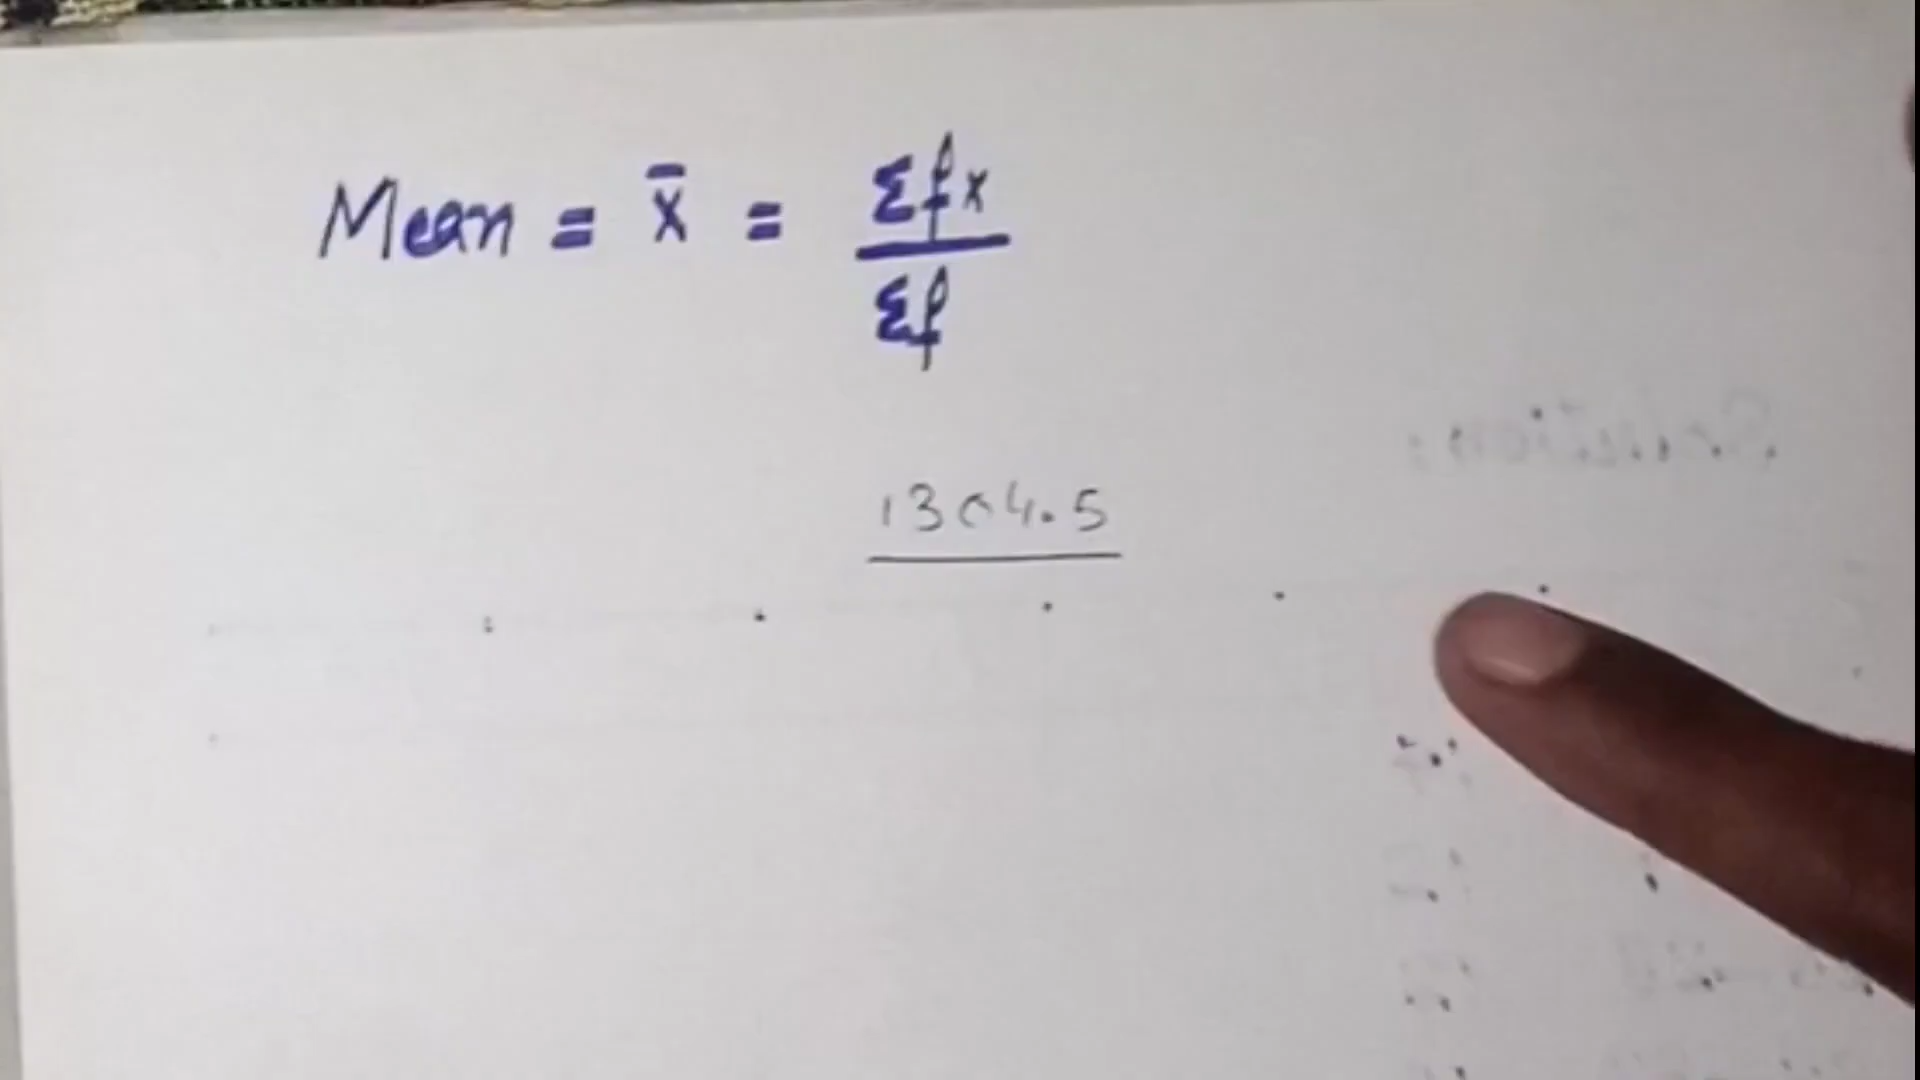 Mean = x̄ = Σfx
Σf
1304.5